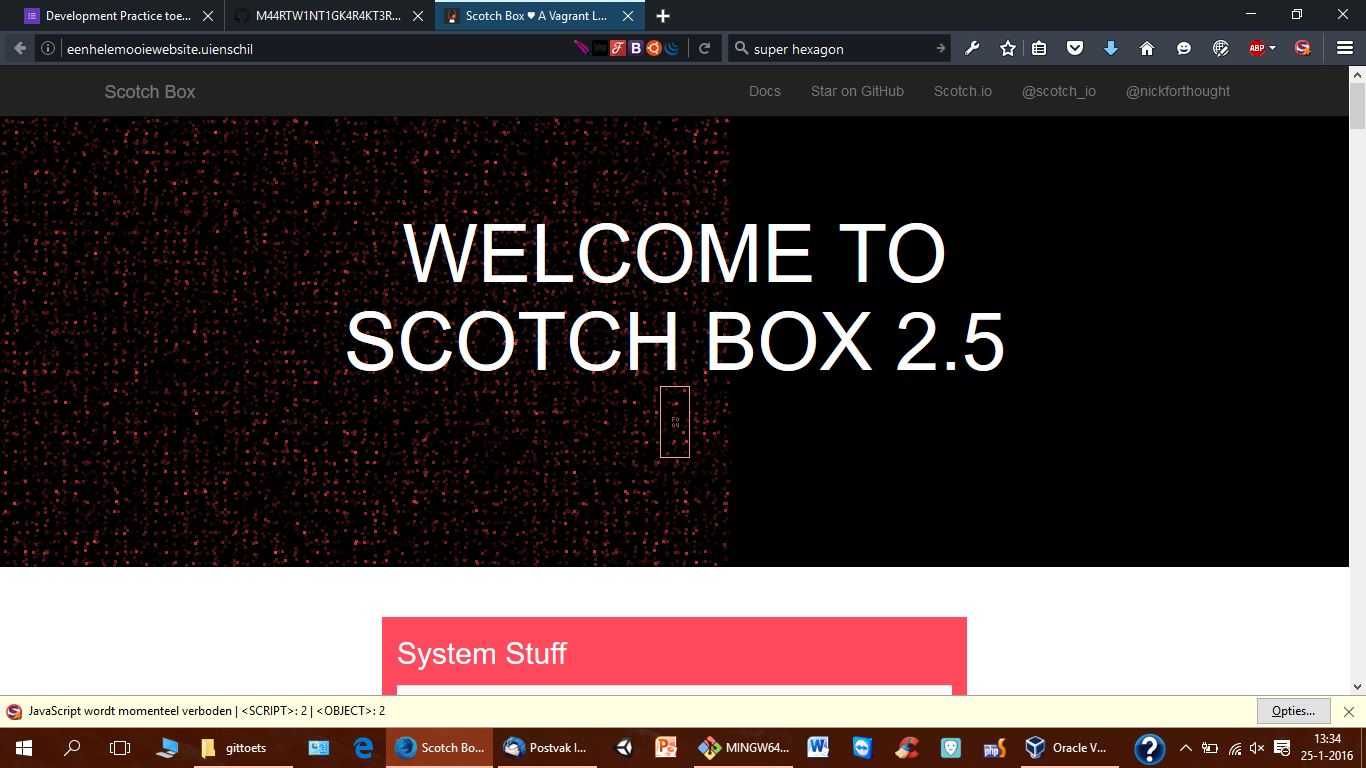 Development Practice toe...
M44RTW1NT1GK4R4KT3R...
Scotch Box ♥ A Vagrant L...
eenhelemooiewebsite.uienschil
super hexagon
ABP
Scotch Box
Docs
Star on GitHub
Scotch.io
@scotch_io
@nickforthought
WELCOME TO
SCOTCH BOX 2.5
System Stuff
JavaScript wordt momenteel verboden | <SCRIPT>: 2 | <OBJECT>: 2
Opties...
gittoets
Scotch Bo...
Postvak I...
MINGW64...
php
Oracle V...
13:34
25-1-2016